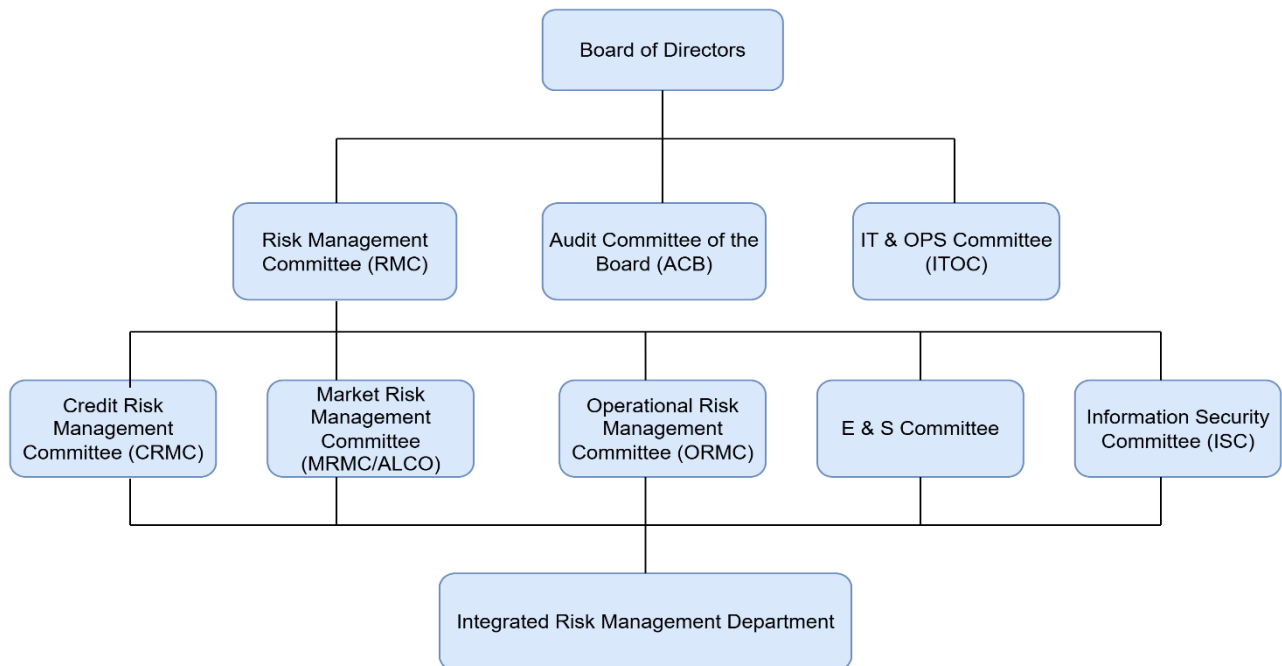 Board of Directors
Risk Management
Committee (RMC)
Audit Committee of the
Board (ACB)
IT & OPS Committee
(ITOC)
Credit Risk
Management
Committee (CRMC)
Market Risk
Management
Committee
(MRMC/ALCO)
Operational Risk
Management
Committee (ORMC)
E & S Committee
Information Security
Committee (ISC)
Integrated Risk Management Department